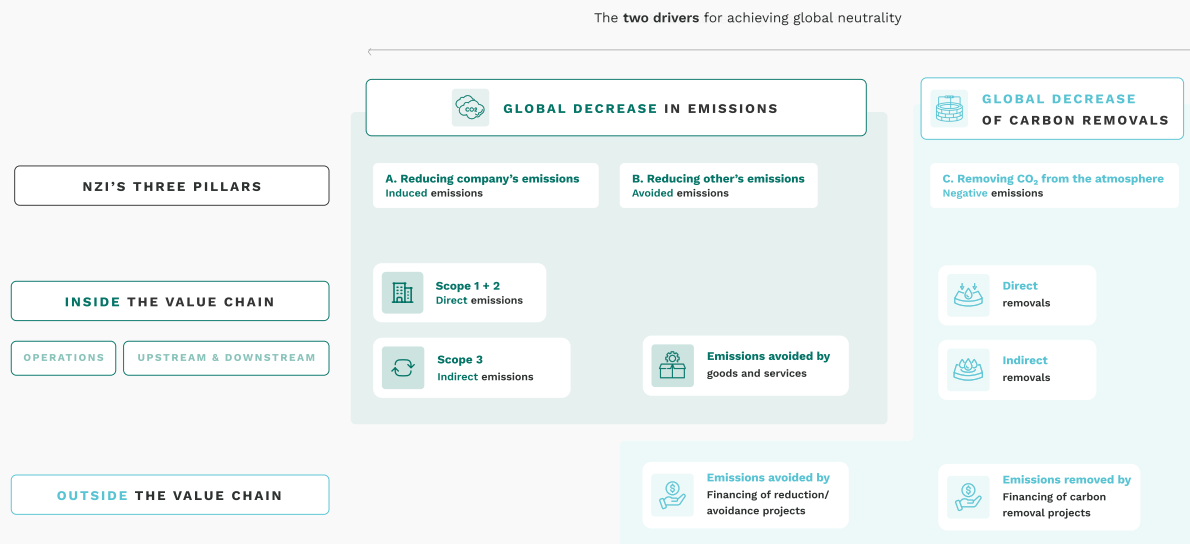 The two drivers for achieving global neutrality
CO2
GLOBAL DECREASE IN EMISSIONS
GLOBAL DECREASE
OF CARBON REMOVALS
NZI'S THREE PILLARS
A. Reducing company's emissions
Induced emissions
B. Reducing other's emissions
Avoided emissions
C. Removing CO₂ from the atmosphere
Negative emissions
INSIDE THE VALUE CHAIN
OPERATIONS
UPSTREAM & DOWNSTREAM
Scope 1 + 2
Direct emissions
Scope 3
Indirect emissions
Emissions avoided by
goods and services
Direct
removals
Indirect
removals
OUTSIDE THE VALUE CHAIN
Emissions avoided by
Financing of reduction/
avoidance projects
Emissions removed by
Financing of carbon
removal projects